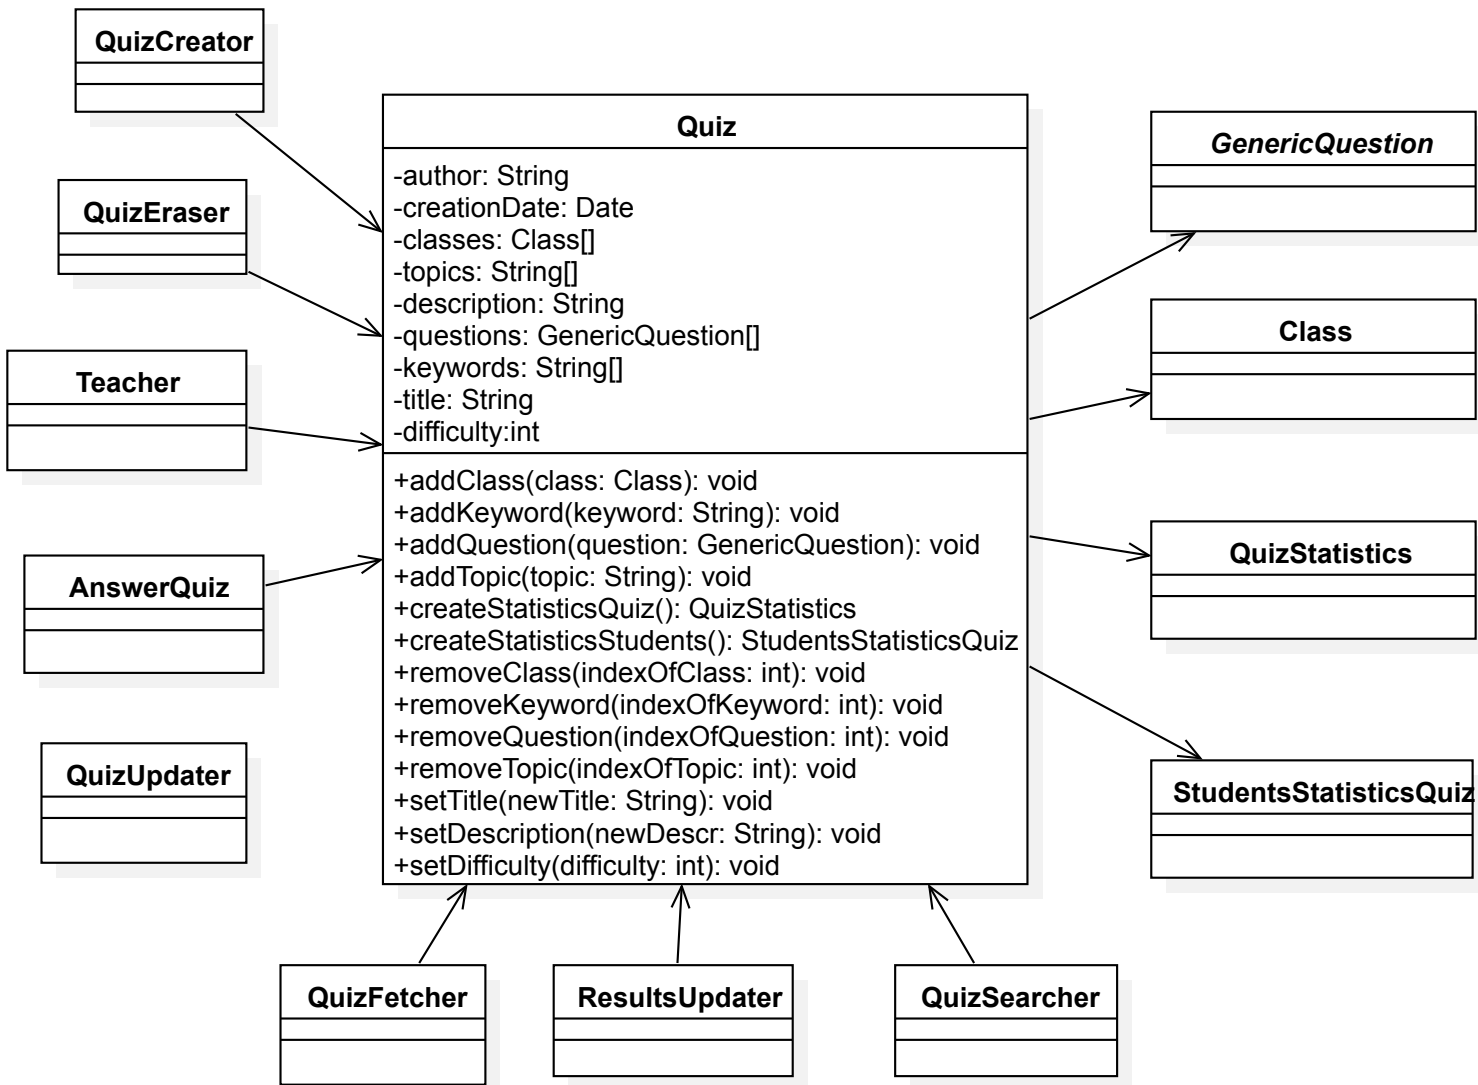 QuizCreator
QuizEraser
Teacher
AnswerQuiz
QuizUpdater
Quiz
-author: String
-creationDate: Date
-classes: Class[]
-topics: String[]
-description: String
-questions: GenericQuestion[]
-keywords: String[]
-title: String
-difficulty:int
+addClass(class: Class): void
+addKeyword(keyword: String): void
+addQuestion(question: GenericQuestion): void
+addTopic(topic: String): void
+createStatisticsQuiz(): QuizStatistics
+createStatisticsStudents(): StudentsStatisticsQuiz
+removeClass(indexOfClass: int): void
+removeKeyword(indexOfKeyword: int): void
+removeQuestion(indexOfQuestion: int): void
+removeTopic(indexOfTopic: int): void
+setTitle(newTitle: String): void
+setDescription(newDescr: String): void
+setDifficulty(difficulty: int): void
GenericQuestion
Class
QuizStatistics
StudentsStatisticsQuiz
QuizFetcher
ResultsUpdater
QuizSearcher